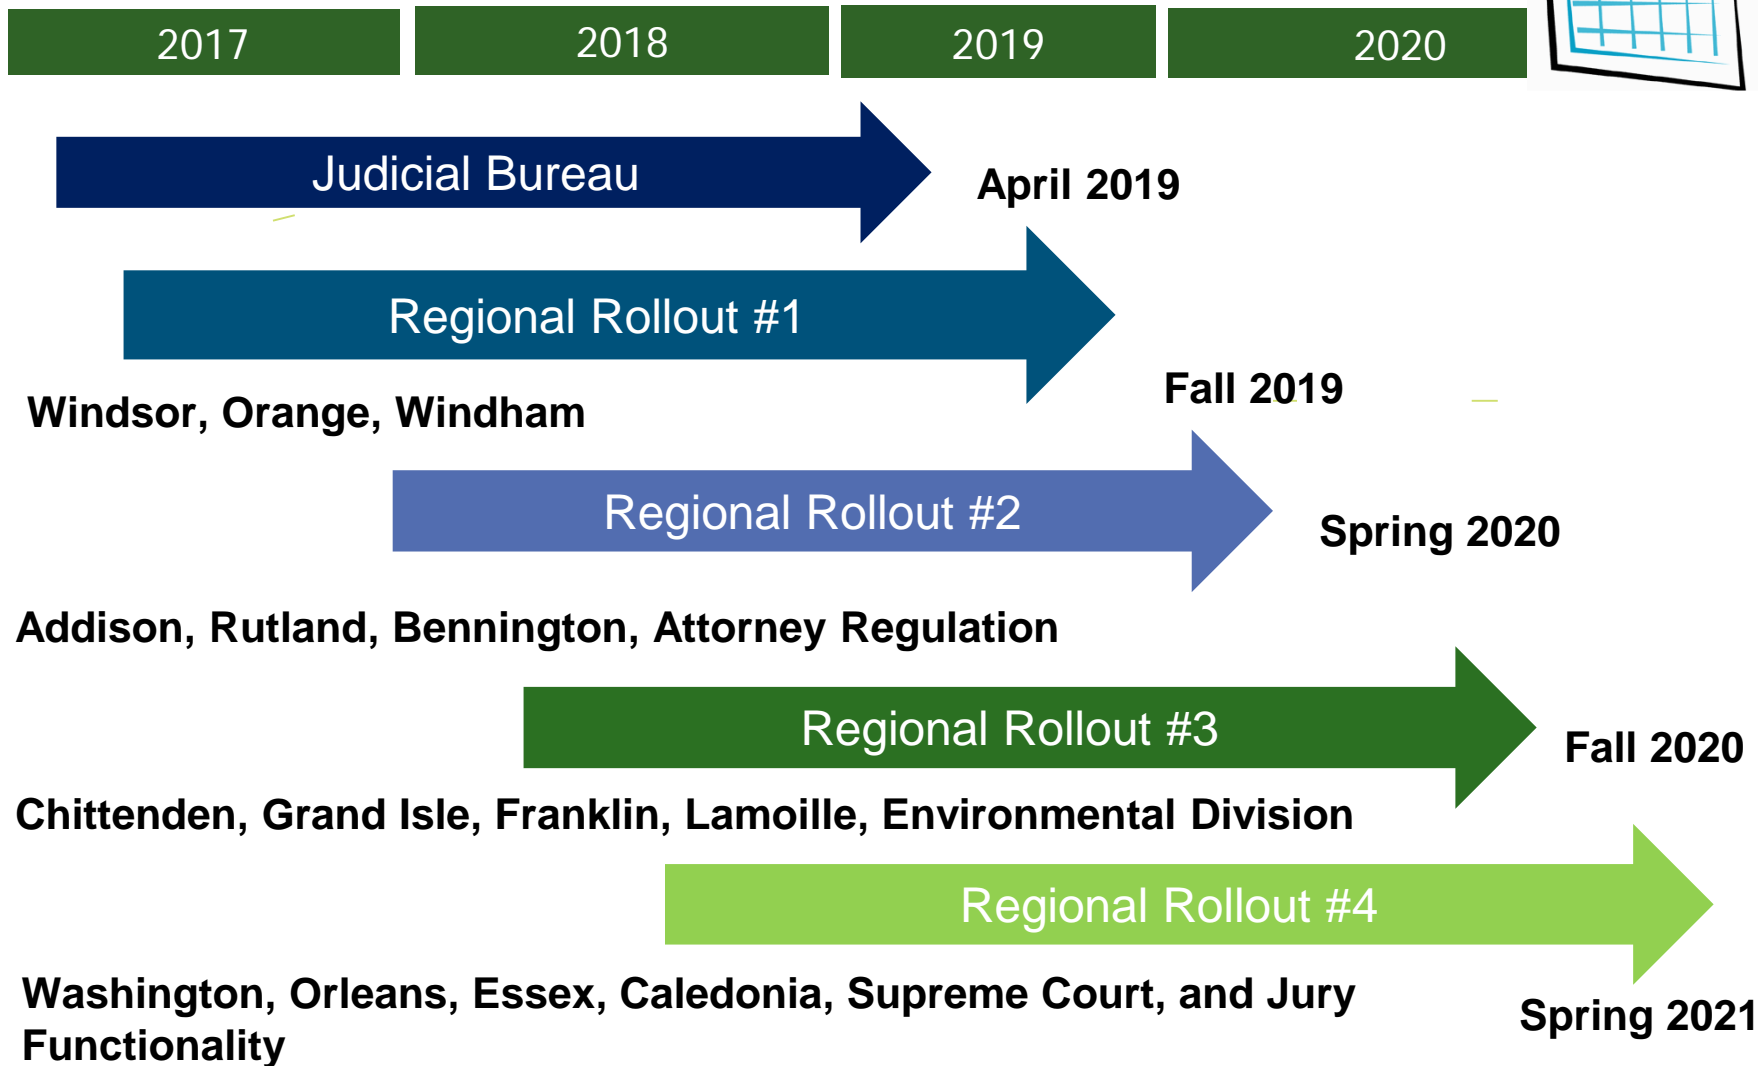 2017 2018 2019 2020
Judicial Bureau
April 2019
Regional Rollout #1
Fall 2019
Windsor, Orange, Windham
Regional Rollout #2
Spring 2020
Addison, Rutland, Bennington, Attorney Regulation
Regional Rollout #3
Fall 2020
Chittenden, Grand Isle, Franklin, Lamoille, Environmental Division
Regional Rollout #4
Washington, Orleans, Essex, Caledonia, Supreme Court, and Jury
Functionality
Spring 2021